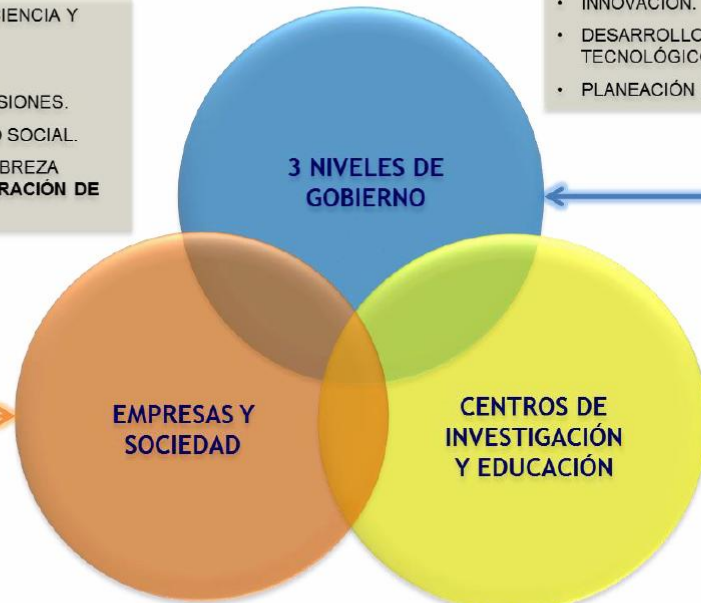 CIENCIA Y
SIONES.
SOCIAL.
BREZA
RACIÓN DE
• INNOVACIÓN.
• DESARROLLO
TECNOLÓGICO
• PLANEACIÓN
3 NIVELES DE
GOBIERNO
EMPRESAS Y
SOCIEDAD
CENTROS DE
INVESTIGACIÓN
Y EDUCACIÓN